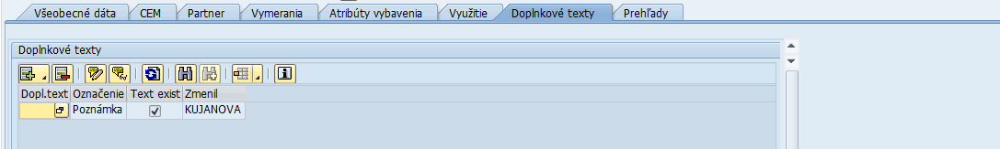 Všeobecné dáta CEM Partner Vymerania Atribúty vybavenia Využitie Doplnkové texty Prehľady
Doplnkové texty
Dopl.text Označenie Text exist Zmenil
Poznámka KUJANOVA